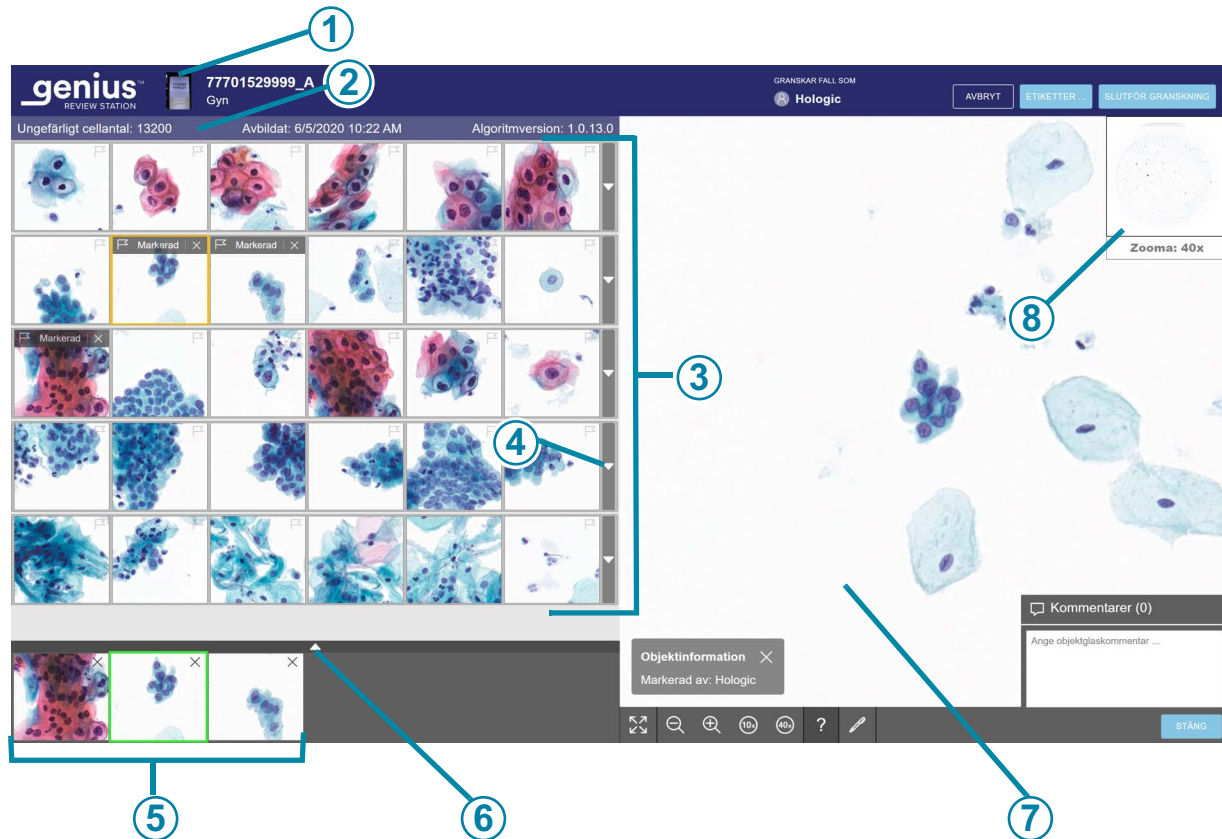 1
genius™
REVIEW STATION
77701529999_A
Gyn
2
GRANSKAR FALL SOM
Hologic
AVBRYT
ETIKETTER ...
SLUTFÖR GRANSKNING
Ungefärligt cellantal: 13200
Avbildat: 6/5/2020 10:22 AM
Algoritmversion: 1.0.13.0
Markerad
Markerad
Zooma: 40x
8
Markerad
3
4
Kommentarer (0)
Ange objektglaskommentar ...
Objektinformation
Markerad av: Hologic
10x
40x
?
STÄNG
5
6
7